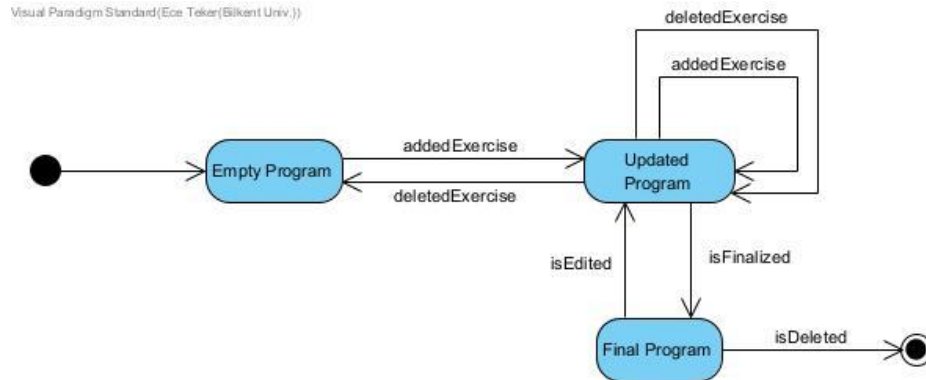 Visual Paradigm Standard(Ece Teker(Bilkent Univ.))
deletedExercise
addedExercise
addedExercise
Updated
Program
Empty Program
deletedExercise
isEdited
isFinalized
Final Program
isDeleted